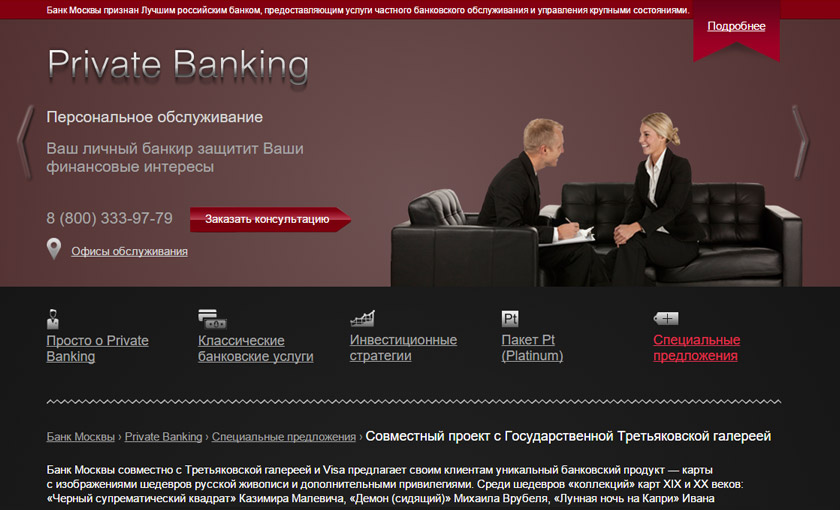 Банк Москвы признан Лучшим российским банком, предоставляющим услуги частного банковского обслуживания и управления крупными состояниями.
Подробнее
Private Banking
Персональное обслуживание
Ваш личный банкир защитит Ваши
финансовые интересы
8 (800) 333-97-79
Заказать консультацию
Офисы обслуживания
Просто о Private
Banking
Классические
банковские услуги
Инвестиционные
стратегии
Pt
Пакет Pt
(Platinum)
Специальные
предложения
Банк Москвы › Private Banking › Специальные предложения › Совместный проект с Государственной Третьяковской галереей
Банк Москвы совместно с Третьяковской галереей и Visa предлагает своим клиентам уникальный банковский продукт — карты
с изображениями шедевров русской живописи и дополнительными привилегиями. Среди шедевров «коллекций» карт XIX и XX веков:
«Черный супрематический квадрат» Казимира Малевича, «Демон (сидящий)» Михаила Врубеля, «Лунная ночь на Капри» Ивана